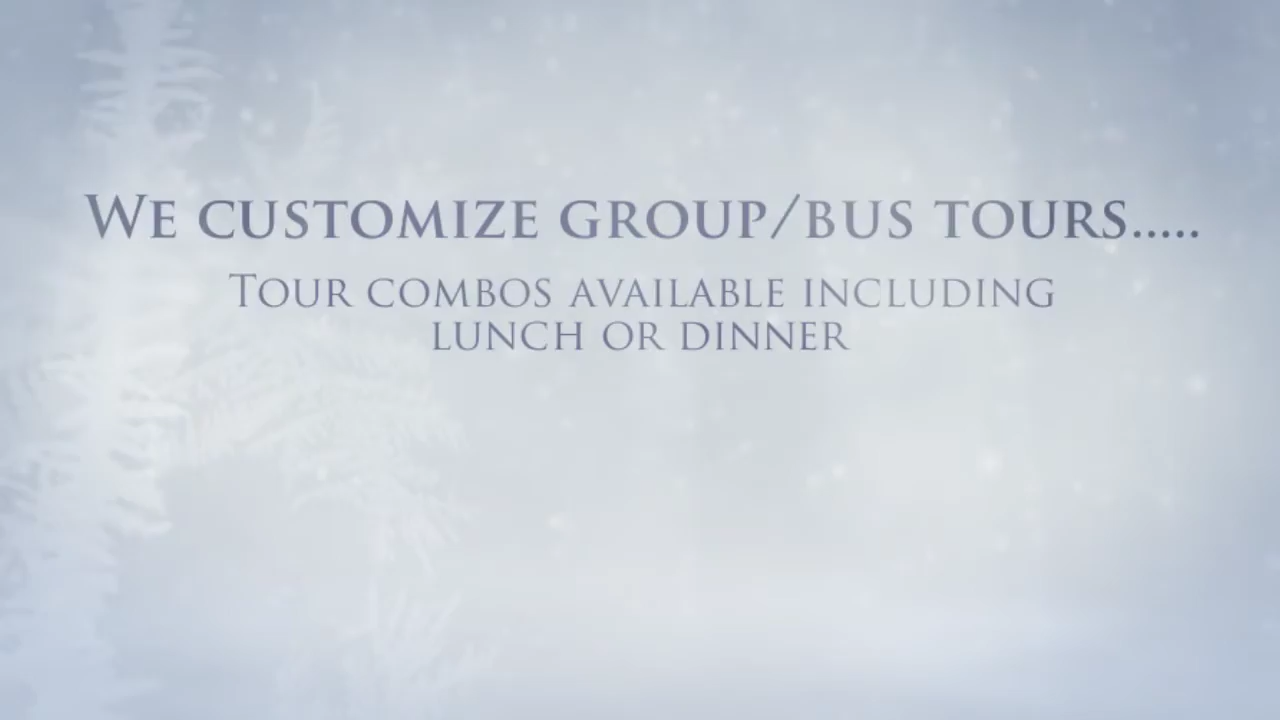 We customize group/bus tours.....
Tour combos available including
lunch or dinner